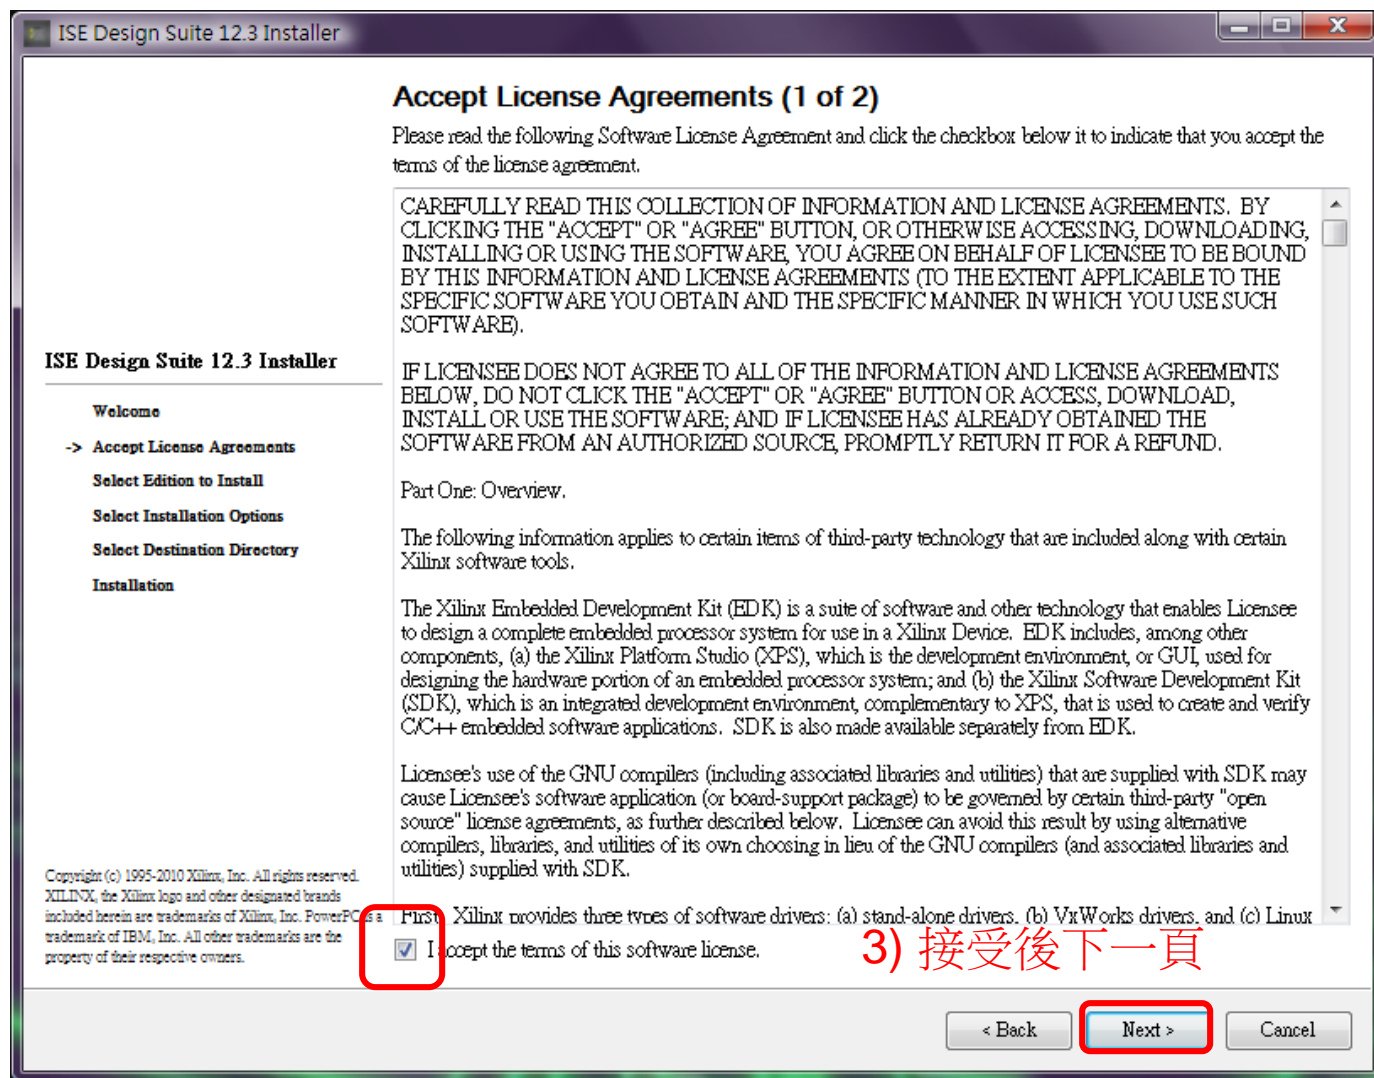 ISE Design Suite 12.3 Installer
Accept License Agreements (1 of 2)
Please read the following Software License Agreement and click the checkbox below it to indicate that you accept the
terms of the license agreement.
CAREFULLY READ THIS COLLECTION OF INFORMATION AND LICENSE AGREEMENTS. BY
CLICKING THE "ACCEPT" OR "AGREE" BUTTON, OR OTHERWISE ACCESSING, DOWNLOADING,
INSTALLING OR USING THE SOFTWARE, YOU AGREE ON BEHALF OF LICENSEE TO BE BOUND
BY THIS INFORMATION AND LICENSE AGREEMENTS (TO THE EXTENT APPLICABLE TO THE
SPECIFIC SOFTWARE YOU OBTAIN AND THE SPECIFIC MANNER IN WHICH YOU USE SUCH
SOFTWARE).
IF LICENSEE DOES NOT AGREE TO ALL OF THE INFORMATION AND LICENSE AGREEMENTS
BELOW, DO NOT CLICK THE "ACCEPT" OR "AGREE" BUTTON OR ACCESS, DOWNLOAD,
INSTALL OR USE THE SOFTWARE; AND IF LICENSEE HAS ALREADY OBTAINED THE
SOFTWARE FROM AN AUTHORIZED SOURCE, PROMPTLY RETURN IT FOR A REFUND.
Part One: Overview.
The following information applies to certain items of third-party technology that are included along with certain
Xilinx software tools.
The Xilinx Embedded Development Kit (EDK) is a suite of software and other technology that enables Licensee
to design a complete embedded processor system for use in a Xilinx Device. EDK includes, among other
components, (a) the Xilinx Platform Studio (XPS), which is the development environment, or GUI, used for
designing the hardware portion of an embedded processor system; and (b) the Xilinx Software Development Kit
(SDK), which is an integrated development environment, complementary to XPS, that is used to create and verify
C/C++ embedded software applications. SDK is also made available separately from EDK.
Licensee's use of the GNU compilers (including associated libraries and utilities) that are supplied with SDK may
cause Licensee's software application (or board-support package) to be governed by certain third-party "open
source" license agreements, as further described below. Licensee can avoid this result by using alternative
compilers, libraries, and utilities of its own choosing in lieu of the GNU compilers (and associated libraries and
utilities) supplied with SDK.
First, Xilinx provides three types of software drivers: (a) stand-alone drivers, (b) VxWorks drivers, and (c) Linux
ISE Design Suite 12.3 Installer
Welcome
-> Accept License Agreements
Select Edition to Install
Select Installation Options
Select Destination Directory
Installation
Copyright (c) 1995-2010 Xilinx, Inc. All rights reserved.
XILINX, the Xilinx logo and other designated brands
included herein are trademarks of Xilinx, Inc. PowerPC is a
trademark of IBM, Inc. All other trademarks are the
property of their respective owners.
I accept the terms of this software license.
3) 接受後下一頁
< Back
Next >
Cancel